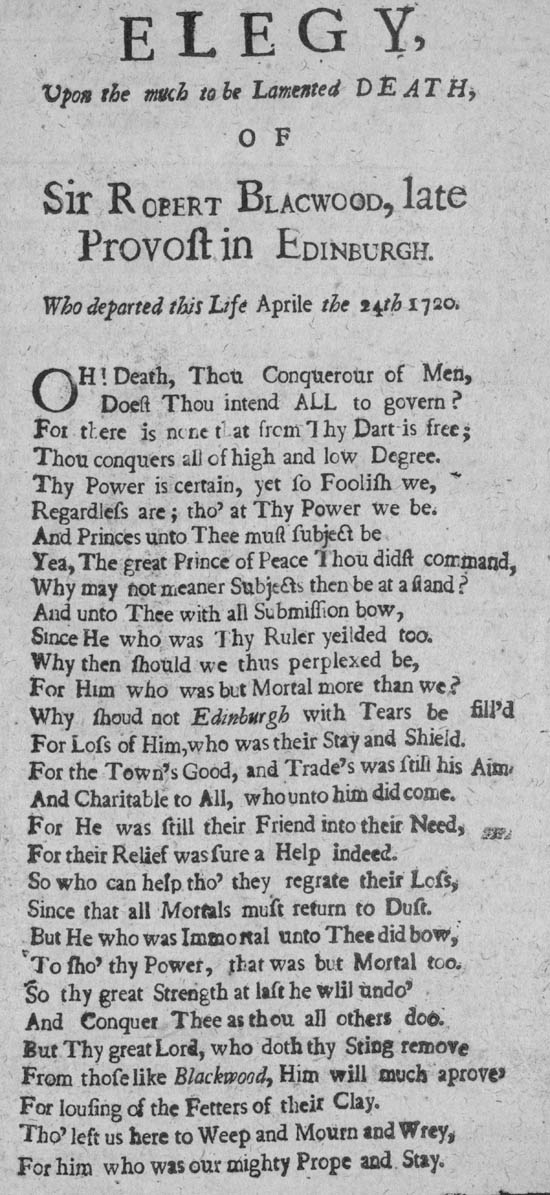 ELEGY,
Upon the much to be Lamented DEATH,
OF
Sir ROBERT BLACWOOD, late
Provoſt in EDINBURGH.
Who departed this Life Aprile the 24th 1720.
OH! Death, Thou Conquerour of Men,
Doeſt Thou intend ALL to govern?
For there is none that from Thy Dart is free;
Thou conquers all of high and low Degree.
Thy Power is certain, yet ſo Fooliſh we,
Regardleſs are; tho' at Thy Power we be.
And Princes unto Thee muſt ſubject be
Yea, The great Prince of Peace Thou didſt command,
Why may not meaner Subjects then be at a ſtand?
And unto Thee with all Submiſſion bow,
Since He who was Thy Ruler yeilded too.
Why then ſhould we thus perplexed be,
For Him who was but Mortal more than we?
Why ſhoud not Edinburgh with Tears be fill'd
For Loſs of Him, who was their Stay and Shield.
For the Town's Good, and Trade's was ſtill his Aim.
And Charitable to All, who unto him did come.
For He was ſtill their Friend into their Need,
For their Relief was ſure a Help indeed.
So who can help tho' they regrate their Loſs,
Since that all Mortals muſt return to Duſt.
But He who was Immortal unto Thee did bow,
To ſho' thy Power, that was but Mortal too.
So thy great Strength at laſt he wlil undo'
And Conquer Thee as thou all others doo.
But Thy great Lord, who doth thy Sting remove
From thoſe like Blackwood, Him will much aprove,
For louſing of the Fetters of their Clay.
Tho' left us here to Weep and Mourn and Wrey,
For him who was our mighty Prope and Stay.